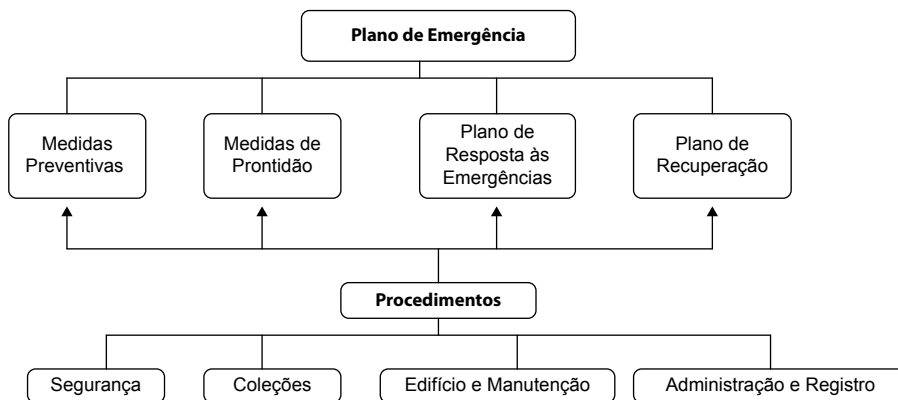 Plano de Emergência
Medidas
Preventivas
Medidas de
Prontidão
Plano de
Resposta às
Emergências
Plano de
Recuperação
Procedimentos
Segurança
Coleções
Edifício e Manutenção
Administração e Registro